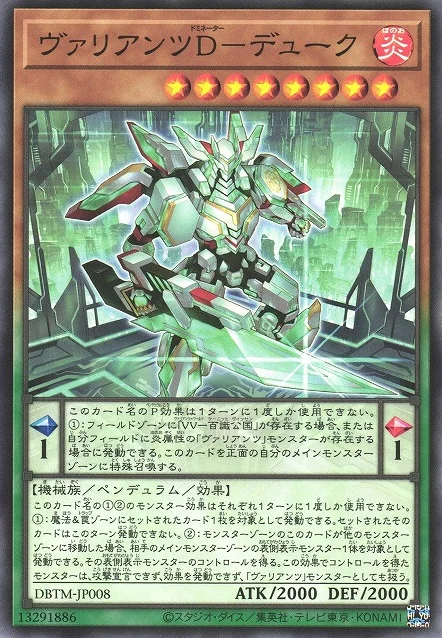 ヴァリアンツD－デューク
ドミネーター
炎
ほのお
このカード名のP効果は1ターンに1度しか使用できない。
①：フィールドゾーンに「VV－百識公国」が存在する場合、または
自分フィールドに炎属性の「ヴァリアンツ」モンスターが存在す
る場合に発動できる。このカードを正面の自分のメインモンスター
ゾーンに特殊召喚する。
1
1
【機械族／ペンデュラム／効果】
このカード名の①②のモンスター効果はそれぞれ1ターンに1度しか使用できない。
①：魔法&罠ゾーンにセットされたカード1枚を対象として発動できる。セットされたその
カードはこのターン発動できない。②：モンスターゾーンのこのカードが他のモンスターゾー
ンに移動した場合、相手のメインモンスターゾーンの表側表示モンスター1体を対象として
発動できる。その表側表示モンスターのコントロールを得る。この効果でコントロールを得た
モンスターは、攻撃宣言できず、効果を発動できず、「ヴァリアンツ」モンスターとしても扱う。
DBTM-JP008
ATK/2000 DEF/2000
13291886
©スタジオ・ダイス/集英社・テレビ東京・KONAMI